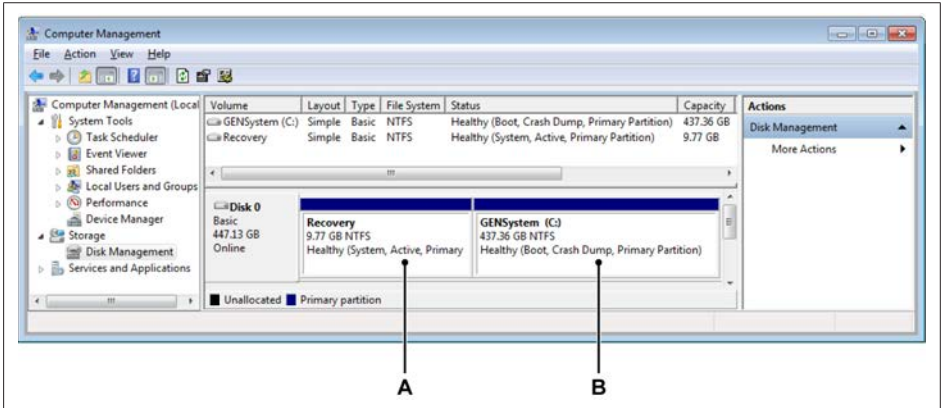 Computer Management
File Action View Help
Computer Management (Local
System Tools
Task Scheduler
Event Viewer
Shared Folders
Local Users and Groups
Performance
Device Manager
Storage
Disk Management
Services and Applications
Volume Layout Type File System Status Capacity
GENSystem (C:) Simple Basic NTFS Healthy (Boot, Crash Dump, Primary Partition) 437.36 GB
Recovery Simple Basic NTFS Healthy (System, Active, Primary Partition) 9.77 GB
Disk 0
Basic
447.13 GB
Online
Recovery
9.77 GB NTFS
Healthy (System, Active, Primary
GENSystem (C:)
437.36 GB NTFS
Healthy (Boot, Crash Dump, Primary Partition)
Unallocated Primary partition
Actions
Disk Management
More Actions
A B